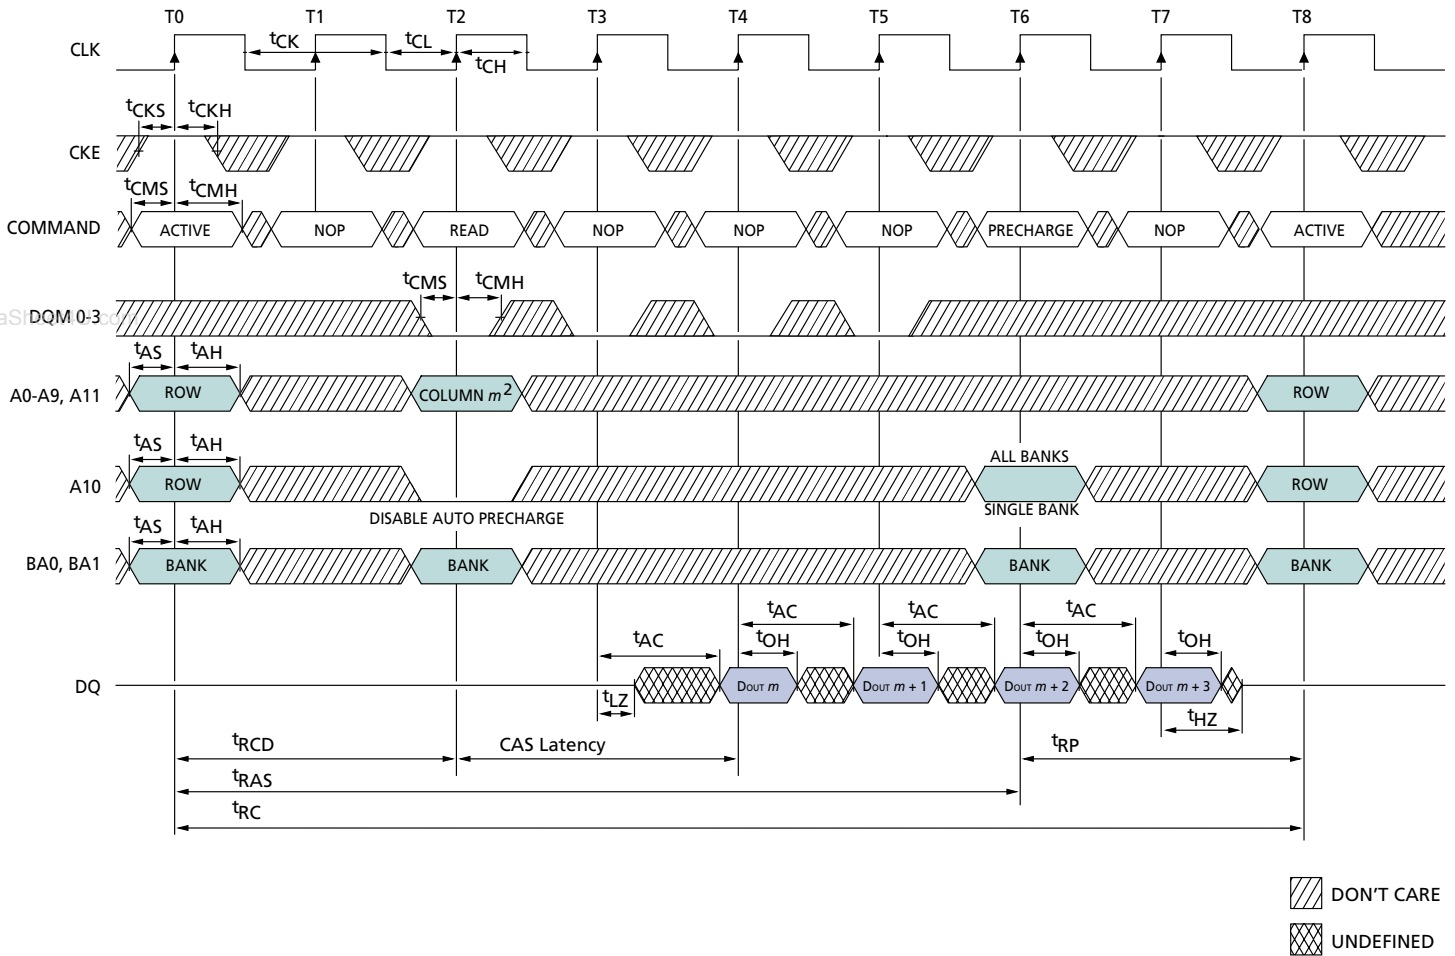 T0 T1 T2 T3 T4 T5 T6 T7 T8
CLK tCK tCL tCH
tCKS tCKH
CKE
tCMS tCMH
COMMAND ACTIVE NOP READ NOP NOP NOP PRECHARGE NOP ACTIVE
tCMS tCMH
DQM 0-3
tAS tAH
A0-A9, A11 ROW COLUMN m2 ROW
tAS tAH
ALL BANKS
A10 ROW ROW
DISABLE AUTO PRECHARGE
SINGLE BANK
tAS tAH
BA0, BA1 BANK BANK BANK BANK
tAC tAC tAC
tAC tOH tOH tOH tOH
DQ DOUT m DOUT m + 1 DOUT m + 2 DOUT m + 3
tLZ tHZ
tRCD CAS Latency tRP
tRAS
tRC
DON'T CARE
UNDEFINED